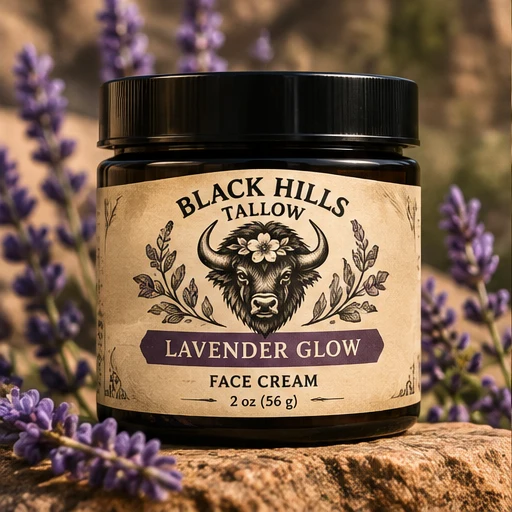 BLACK HILLS
TALLOW
LAVENDER GLOW
FACE CREAM
2 oz (56 g)